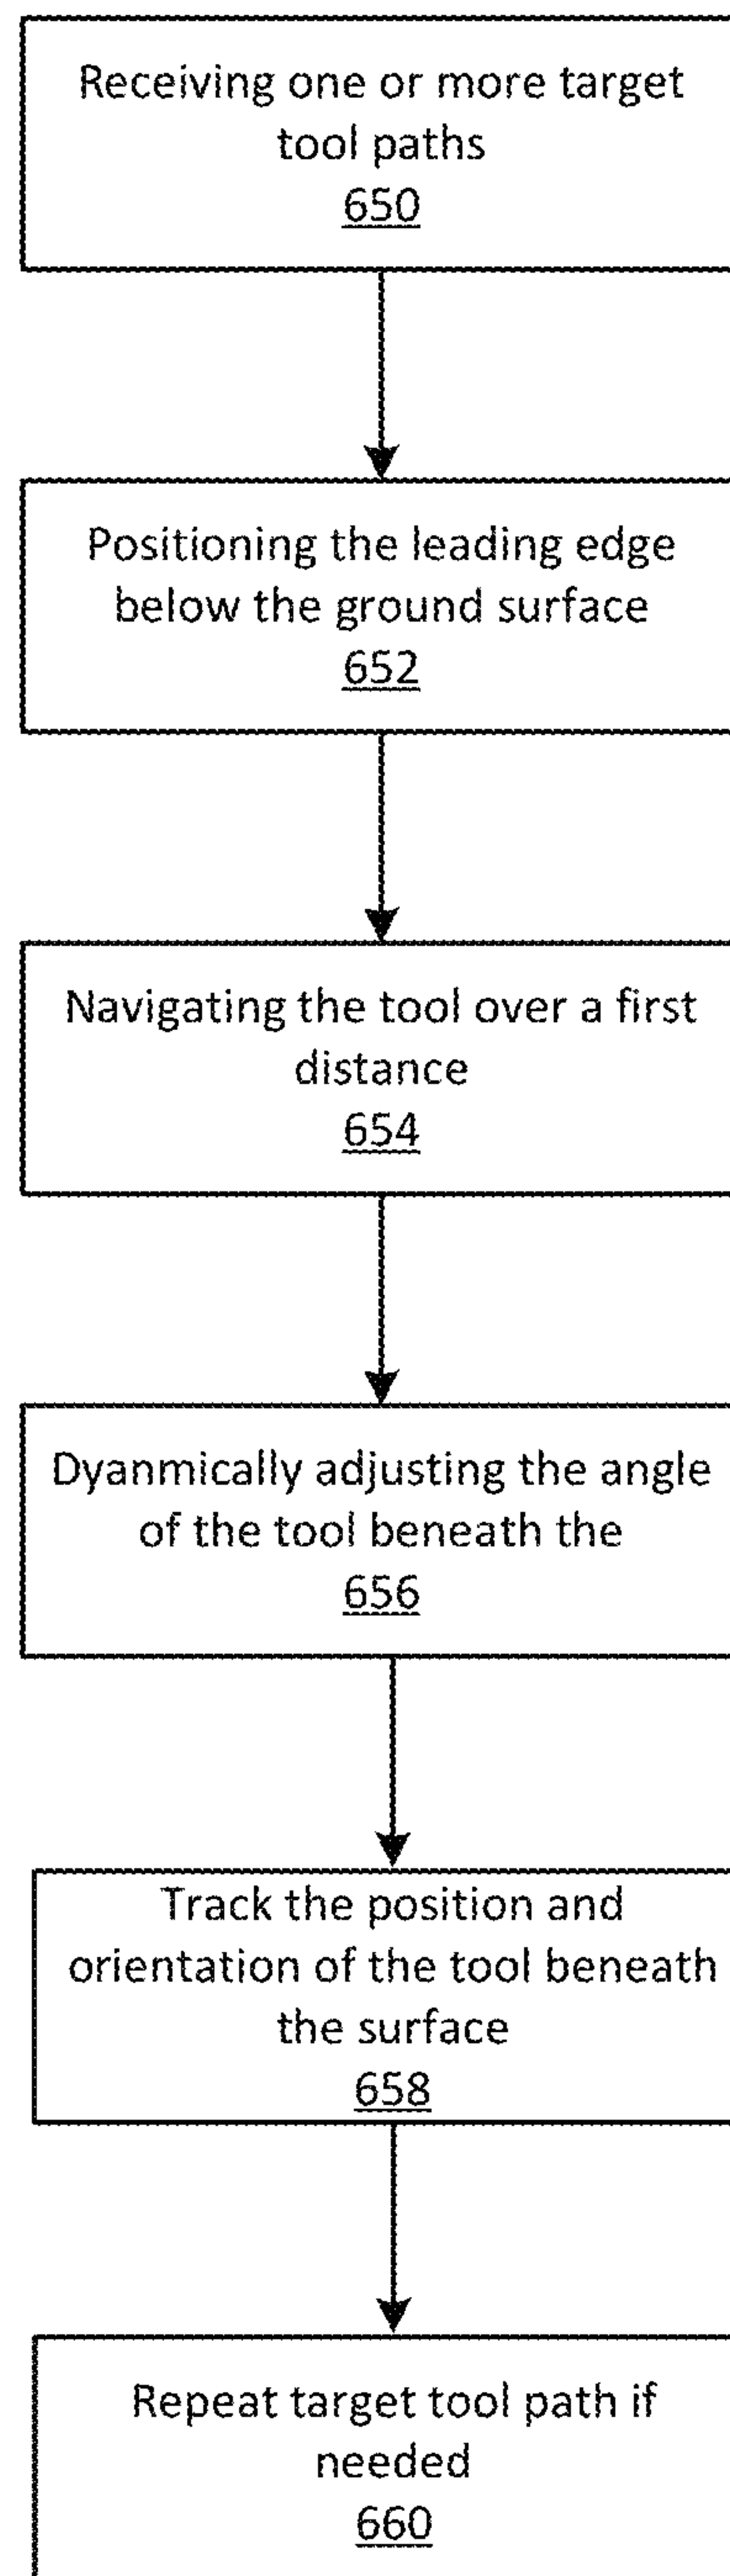 Receiving one or more target
tool paths
650
Positioning the leading edge
below the ground surface
652
Navigating the tool over a first
distance
654
Dyanmically adjusting the angle
of the tool beneath the
656
Track the position and
orientation of the tool beneath
the surface
658
Repeat target tool path if
needed
660